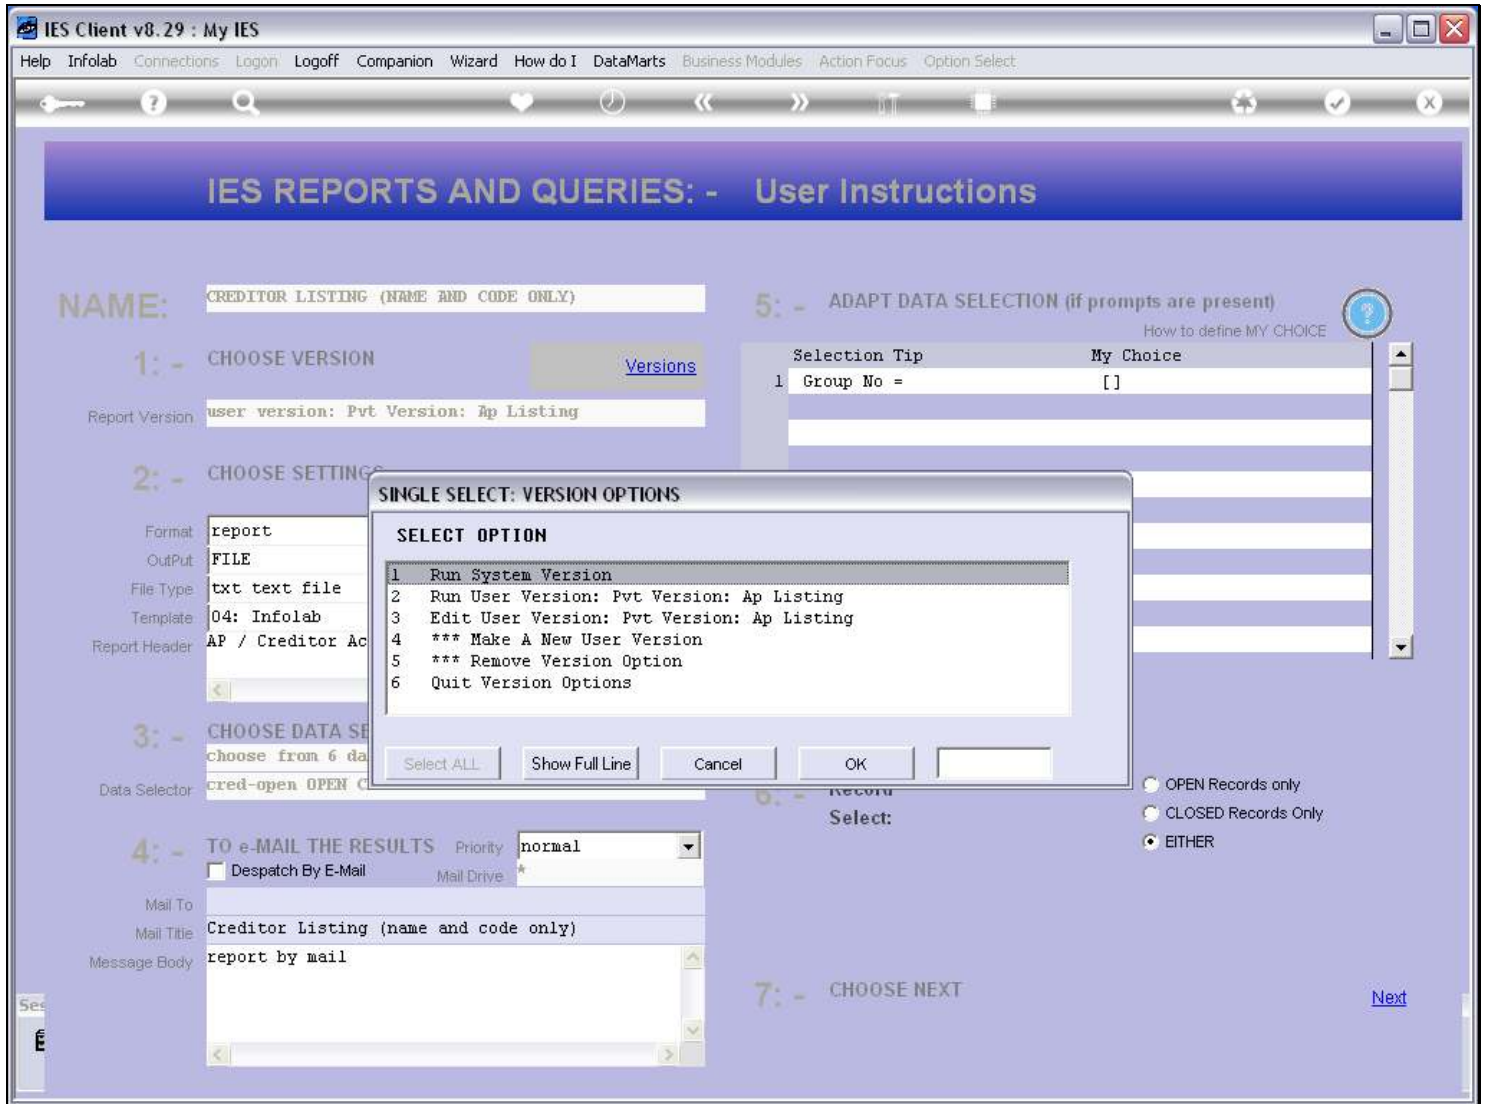 IES Client v8.29 : My IES
Help Infolab Connections Logon Logoff Companion Wizard How do I DataMarts Business Modules Action Focus Option Select
IES REPORTS AND QUERIES: - User Instructions
NAME: CREDITOR LISTING (NAME AND CODE ONLY)
1: - CHOOSE VERSION
Versions
Report Version user version: Pvt Version: Ap Listing
2: - CHOOSE SETTINGS
Format report
OutPut FILE
File Type txt text file
Template 04: Infolab
Report Header AP / Creditor Ac
3: - CHOOSE DATA SE
choose from 6 da
Data Selector cred-open OPEN C
4: - TO e-MAIL THE RESULTS Priority normal
Despatch By E-Mail Mail Drive *
Mail To
Mail Title Creditor Listing (name and code only)
Message Body report by mail
5: - ADAPT DATA SELECTION (if prompts are present)
How to define MY CHOICE
Selection Tip My Choice
1 Group No = []
SINGLE SELECT: VERSION OPTIONS
SELECT OPTION
1 Run System Version
2 Run User Version: Pvt Version: Ap Listing
3 Edit User Version: Pvt Version: Ap Listing
4 *** Make A New User Version
5 *** Remove Version Option
6 Quit Version Options
Select ALL Show Full Line Cancel OK
6: - Record
Select:
OPEN Records only
CLOSED Records Only
EITHER
7: - CHOOSE NEXT
Next
Ses